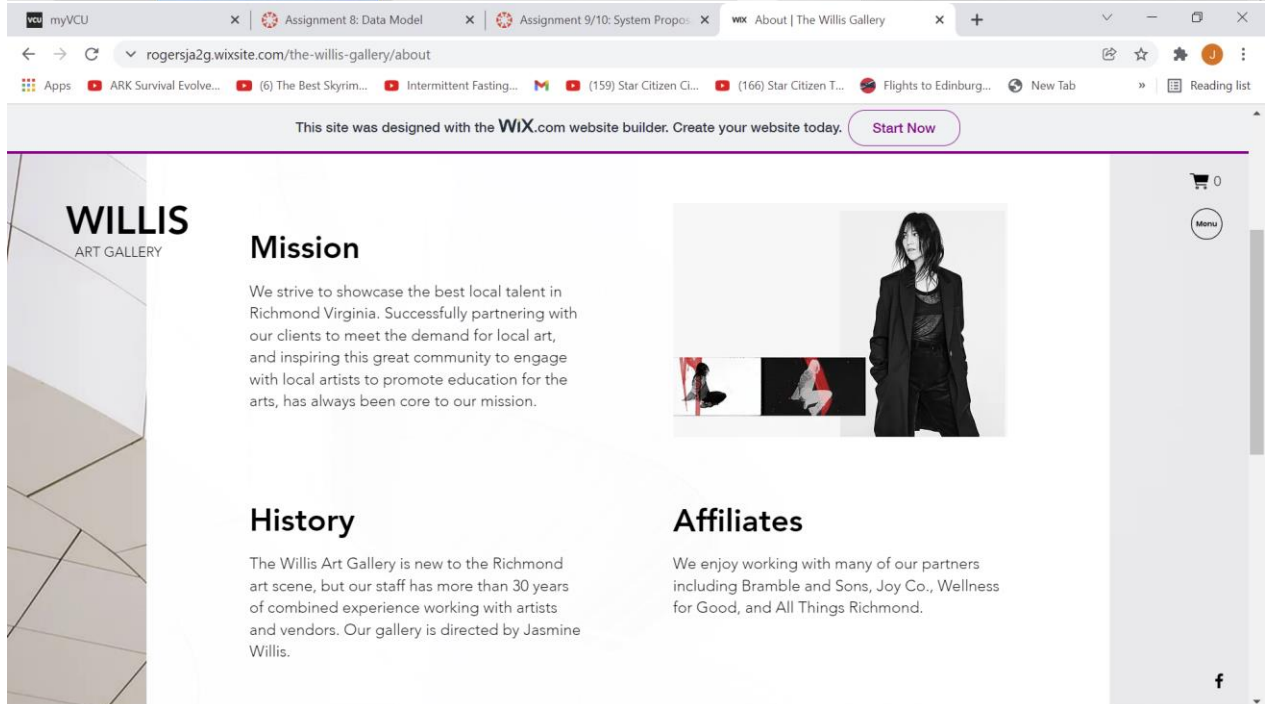 vcu myVCU
Assignment 8: Data Model
Assignment 9/10: System Propos
WIX About | The Willis Gallery
rogersja2g.wixsite.com/the-willis-gallery/about
J
Apps
ARK Survival Evolve...
(6) The Best Skyrim...
Intermittent Fasting...
(159) Star Citizen Ci...
(166) Star Citizen T...
Flights to Edinburg...
New Tab
»
Reading list
This site was designed with the WiX.com website builder. Create your website today.
Start Now
0
Menu
WILLIS
ART GALLERY
Mission
We strive to showcase the best local talent in
Richmond Virginia. Successfully partnering with
our clients to meet the demand for local art,
and inspiring this great community to engage
with local artists to promote education for the
arts, has always been core to our mission.
History
The Willis Art Gallery is new to the Richmond
art scene, but our staff has more than 30 years
of combined experience working with artists
and vendors. Our gallery is directed by Jasmine
Willis.
Affiliates
We enjoy working with many of our partners
including Bramble and Sons, Joy Co., Wellness
for Good, and All Things Richmond.
f